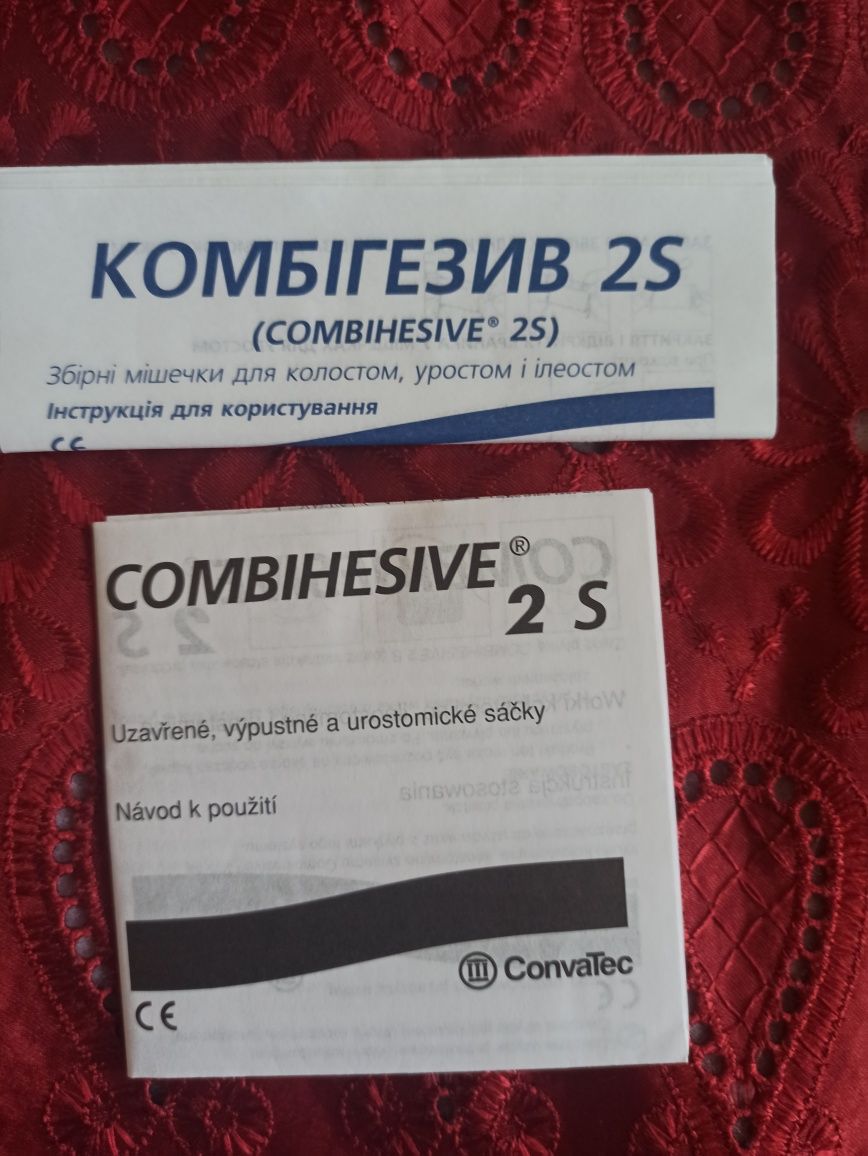 КОМБІГЕЗИВ 2S
(COMBIHESIVE® 2S)
Збірні мішечки для колостом, уростом і ілеостом
Інструкція для користування
CE
COMBIHESIVE®
2 S
Uzavřené, výpustné a urostomické sáčky
Návod k použití
ConvaTec
CE